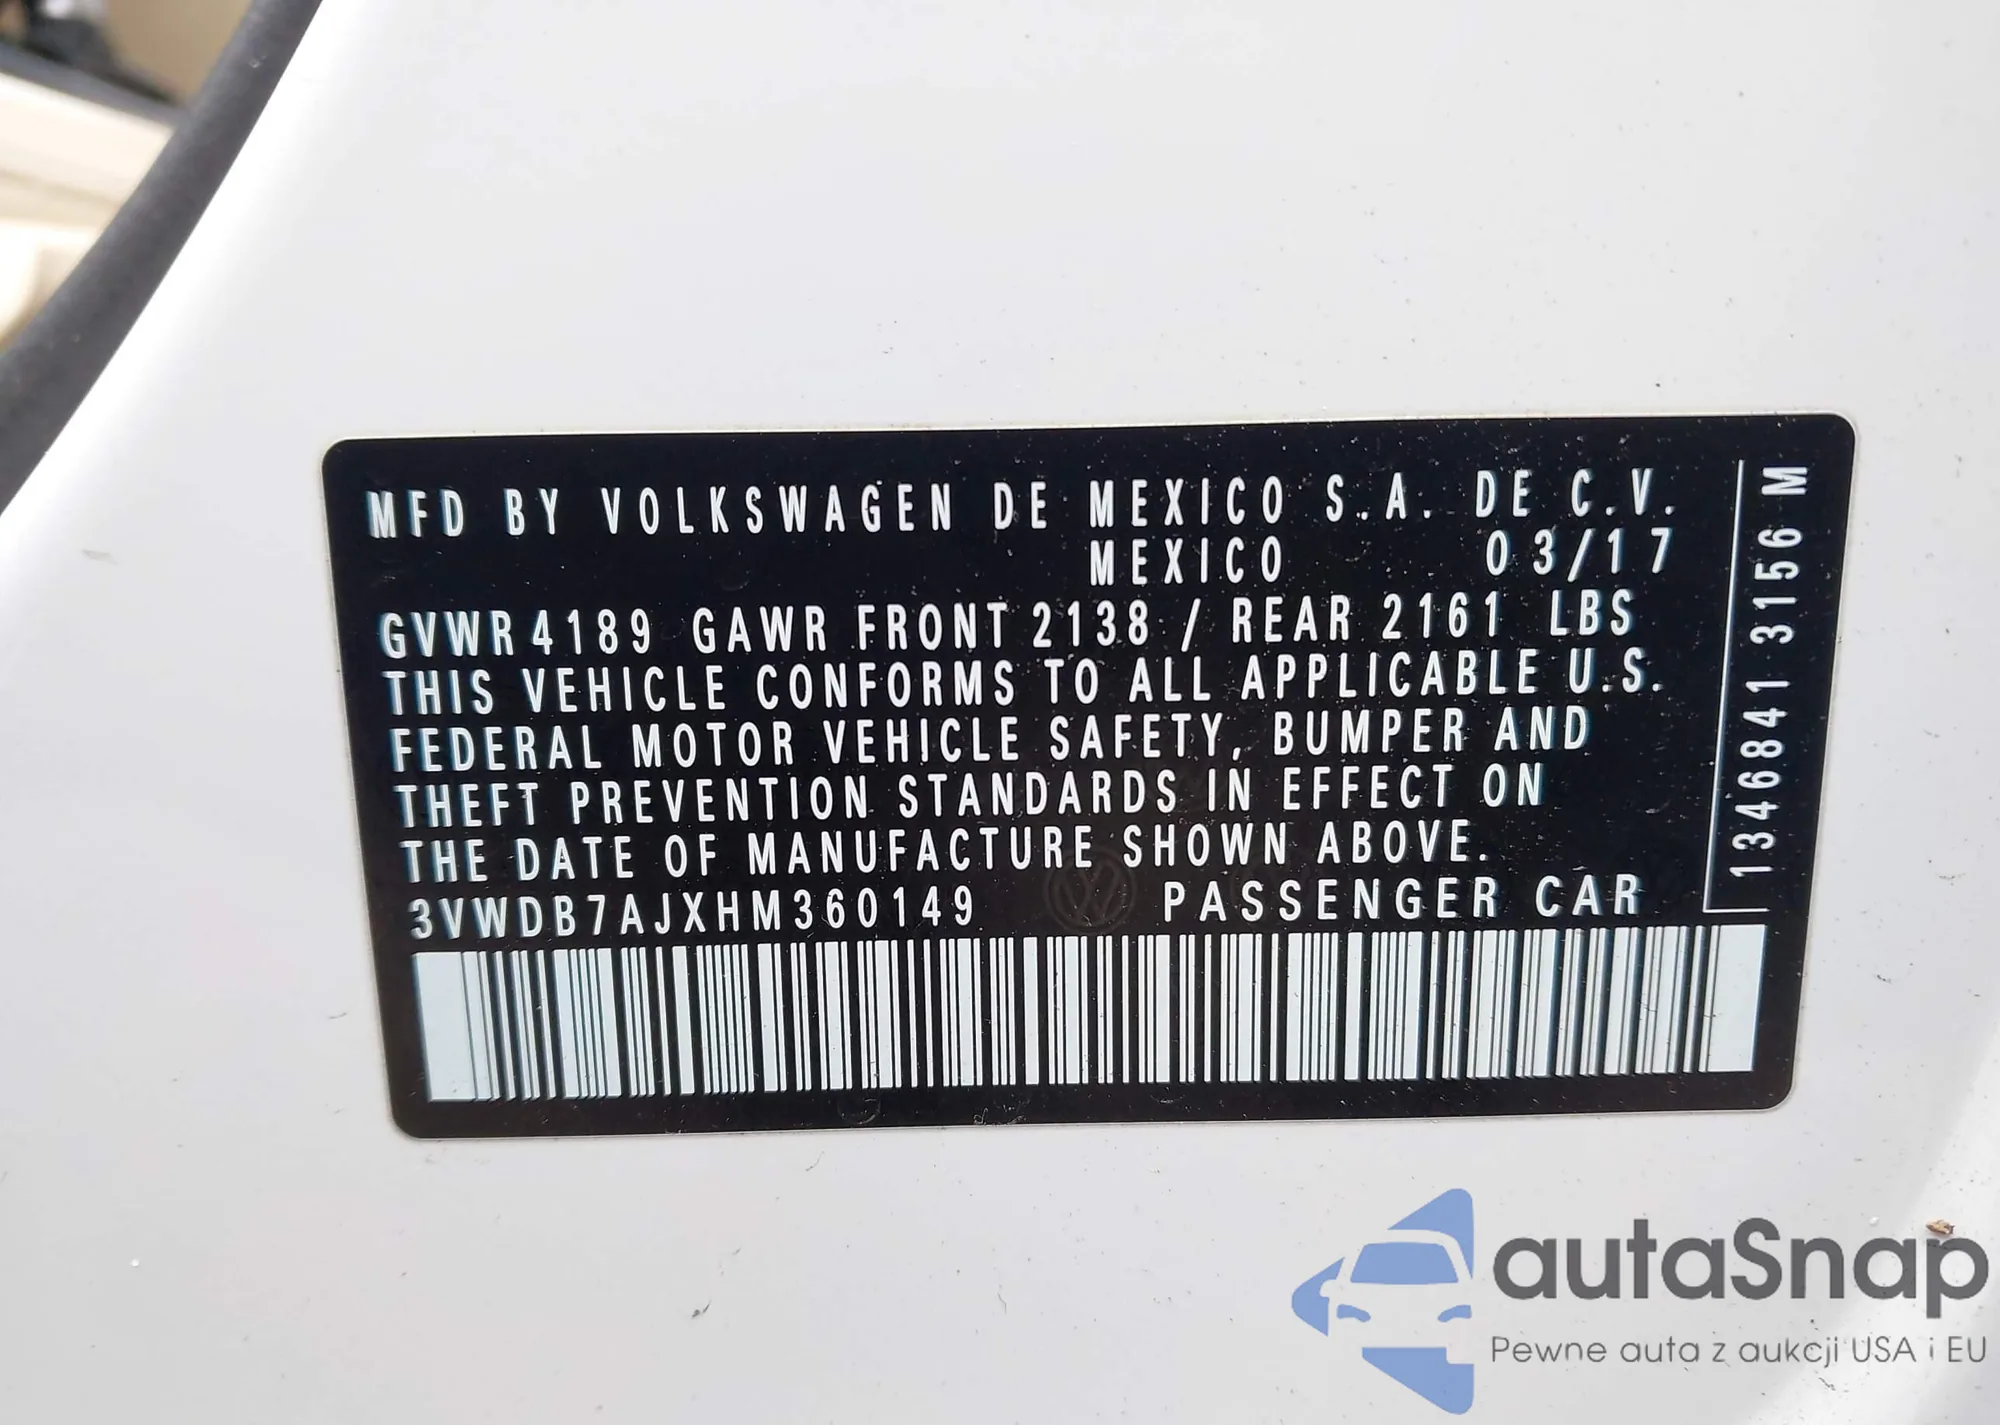 MFD BY VOLKSWAGEN DE MEXICO S.A. DE C.V.
MEXICO 03/17
GVWR 4189 GAWR FRONT 2138 / REAR 2161 LBS
THIS VEHICLE CONFORMS TO ALL APPLICABLE U.S.
FEDERAL MOTOR VEHICLE SAFETY, BUMPER AND
THEFT PREVENTION STANDARDS IN EFFECT ON
THE DATE OF MANUFACTURE SHOWN ABOVE.
3VWDB7AJXHM360149 PASSENGER CAR
1346841 3156 M
autaSnap
Pewne auta z aukcji USA i EU